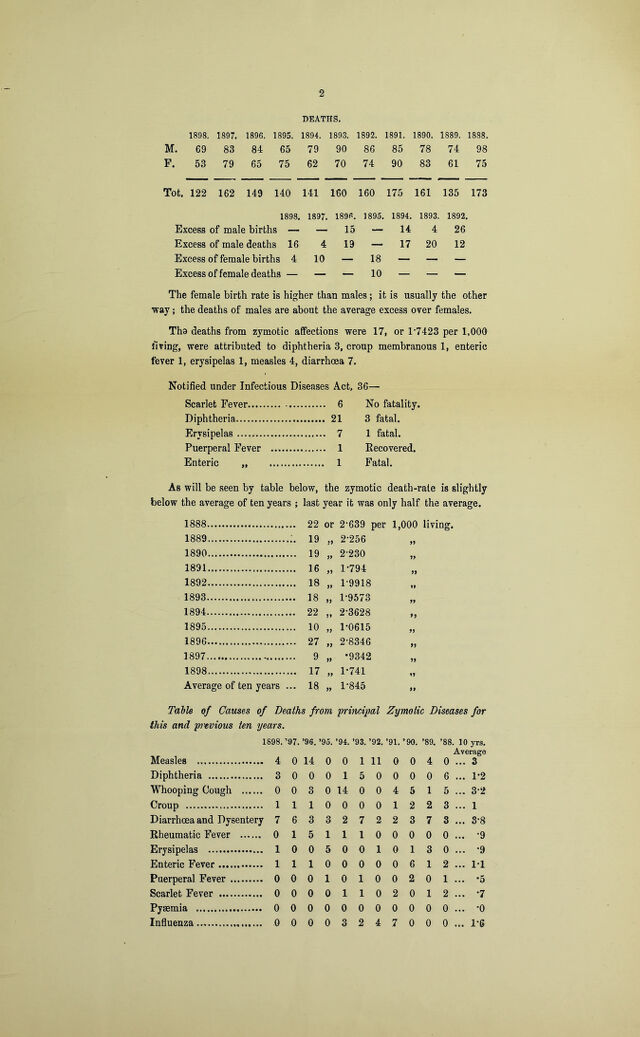 2
DEATHS.
1898. 1897. 1896. 1895. 1894. 1893. 1892. 1891. 1890. 1889. 1888.
M. 69 83 84 65 79 90 86 85 78 74 98
F. 53 79 65 75 62 70 74 90 83 61 75
Tot. 122 162 149 140 141 160 160 175 161 135 173
1898. 1897. 1896. 1895. 1894. 1893. 1892.
Excess of male births — — 15 — 14 4 26
Excess of male deaths 16 4 19 — 17 20 12
Excess of female births 4 10 — 18 — — —
Excess of female deaths — — — 10 — — —
The female birth rate is higher than males; it is usually the other
way; the deaths of males are about the average excess over females.
The deaths from zymotic affections were 17, or 1·7423 per 1,000
living, were attributed to diphtheria 3, croup membranous 1, enteric
fever 1, erysipelas 1, measles 4, diarrhœa 7.
Notified under Infectious Diseases Act, 36—
Scarlet Fever............ 6 No fatality.
Diphtheria............ 21 3 fatal.
Erysipelas ............ 7 1 fatal.
Puerperal Fever ............ 1 Recovered.
Enteric „ ............ 1 Fatal.
As will be seen by table below, the zymotic death-rate is slightly
below the average of ten years; last year it was only half the average.
1888............ 22 or 2·639 per 1,000 living.
1889............ 19 „ 2·256 „
1890............ 19 „ 2·230 „
1891............ 16 „ 1·794 „
1892............ 18 „ 1·9918 „
1893............ 18 „ 1·9573 „
1894............ 22 „ 2·3628 „
1895............ 10 „ 1·0615 „
1896............ 27 „ 2·8346 „
1897............ 9 „ ·9342 „
1898............ 17 „ 1·741 „
Average of ten years ... 18 „ 1·845 „
Table of Causes of Deaths from principal Zymotic Diseases for
this and previous ten years.
1898. '97. '96. '95. '94. '93. '92. '91. '90. '89. '88. 10 yrs.
Average
Measles ............ 4 0 14 0 0 1 11 0 0 4 0 ... 3
Diphtheria ............ 3 0 0 0 1 5 0 0 0 0 6 ... 1·2
Whooping Cough ...... 0 0 3 0 14 0 0 4 5 1 5 ... 3·2
Croup ............ 1 1 1 0 0 0 0 1 2 2 3 ... 1
Diarrhœa and Dysentery 7 6 3 3 2 7 2 2 3 7 3 ... 3·8
Rheumatic Fever ...... 0 1 5 1 1 1 0 0 0 0 0 ... ·9
Erysipelas ............ 1 0 0 5 0 0 1 0 1 3 0 ... ·9
Enteric Fever ............ 1 1 1 0 0 0 0 0 6 1 2 ... 1·1
Puerperal Fever ......... 0 0 0 1 0 1 0 0 2 0 1 ... ·5
Scarlet Fever ............ 0 0 0 0 1 1 0 2 0 1 2 ... ·7
Pyæmia ............ 0 0 0 0 0 0 0 0 0 0 0 ... ·0
Influenza ............ 0 0 0 0 3 2 4 7 0 0 0 ... 1·6